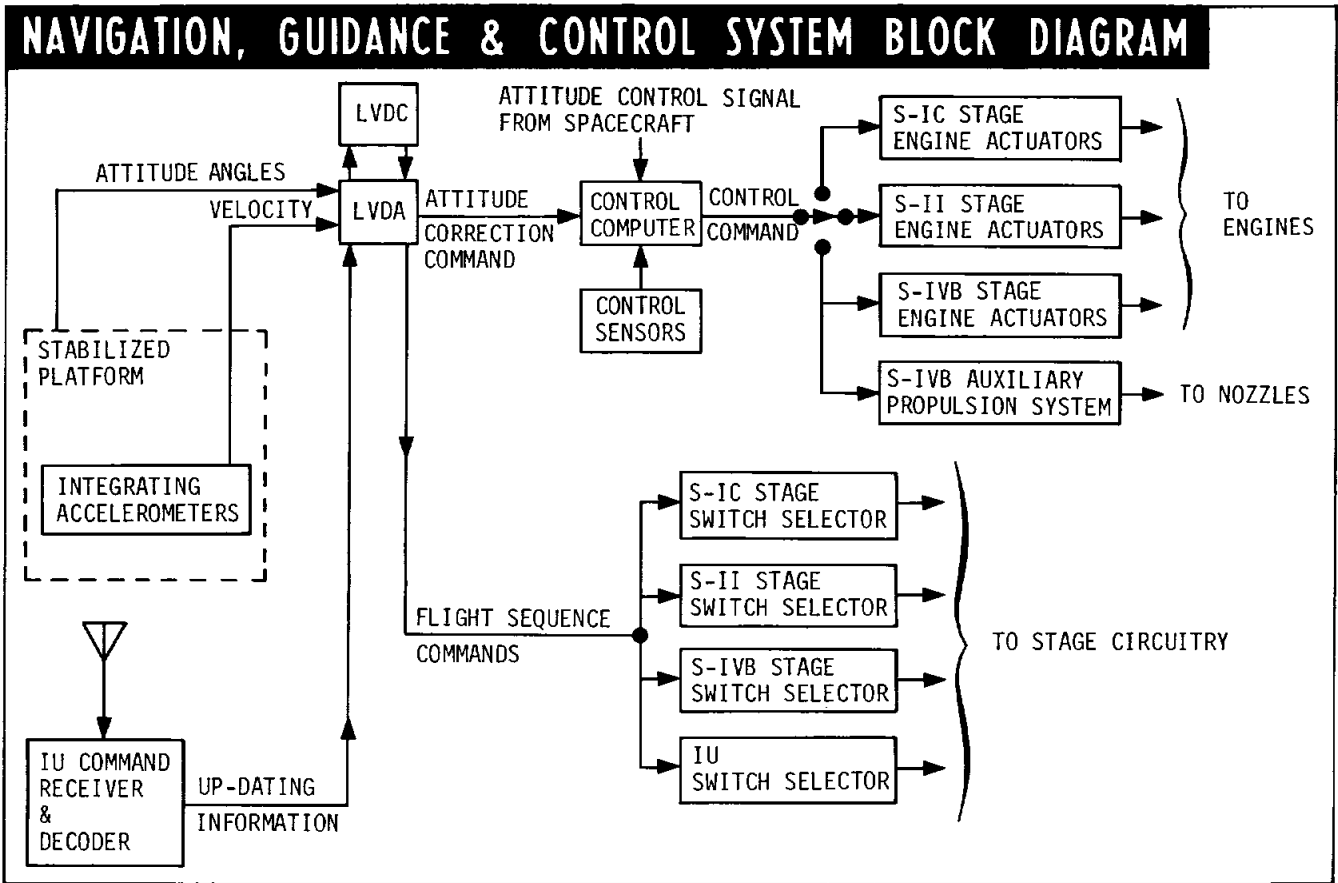 NAVIGATION, GUIDANCE & CONTROL SYSTEM BLOCK DIAGRAM
LVDC
ATTITUDE CONTROL SIGNAL
FROM SPACECRAFT
S-IC STAGE
ENGINE ACTUATORS
ATTITUDE ANGLES
VELOCITY
LVDA
ATTITUDE
CORRECTION
COMMAND
CONTROL
COMPUTER
CONTROL
COMMAND
S-II STAGE
ENGINE ACTUATORS
TO
ENGINES
CONTROL
SENSORS
S-IVB STAGE
ENGINE ACTUATORS
STABILIZED
PLATFORM
S-IVB AUXILIARY
PROPULSION SYSTEM
TO NOZZLES
INTEGRATING
ACCELEROMETERS
S-IC STAGE
SWITCH SELECTOR
S-II STAGE
SWITCH SELECTOR
FLIGHT SEQUENCE
COMMANDS
TO STAGE CIRCUITRY
S-IVB STAGE
SWITCH SELECTOR
IU
SWITCH SELECTOR
IU COMMAND
RECEIVER
&
DECODER
UP-DATING
INFORMATION